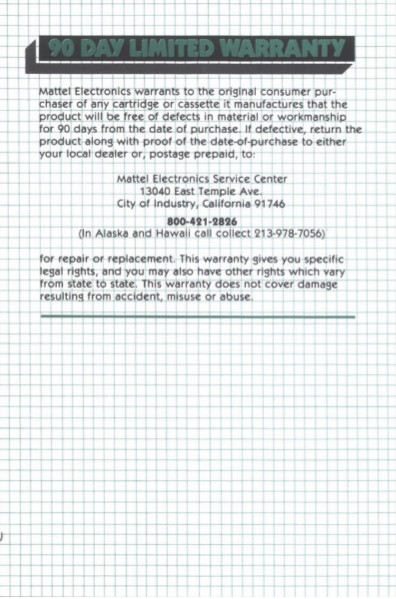 90 DAY LIMITED WARRANTY
Mattel Electronics warrants to the original consumer pur-
chaser of any cartridge or cassette it manufactures that the
product will be free of defects in material or workmanship
for 90 days from the date of purchase. If defective, return the
product along with proof of the date-of-purchase to either
your local dealer or, postage prepaid, to:
Mattel Electronics Service Center
13040 East Temple Ave.
City of Industry, California 91746
800-421-2826
(In Alaska and Hawaii call collect 213-978-7056)
for repair or replacement. This warranty gives you specific
legal rights, and you may also have other rights which vary
from state to state. This warranty does not cover damage
resulting from accident, misuse or abuse.
)